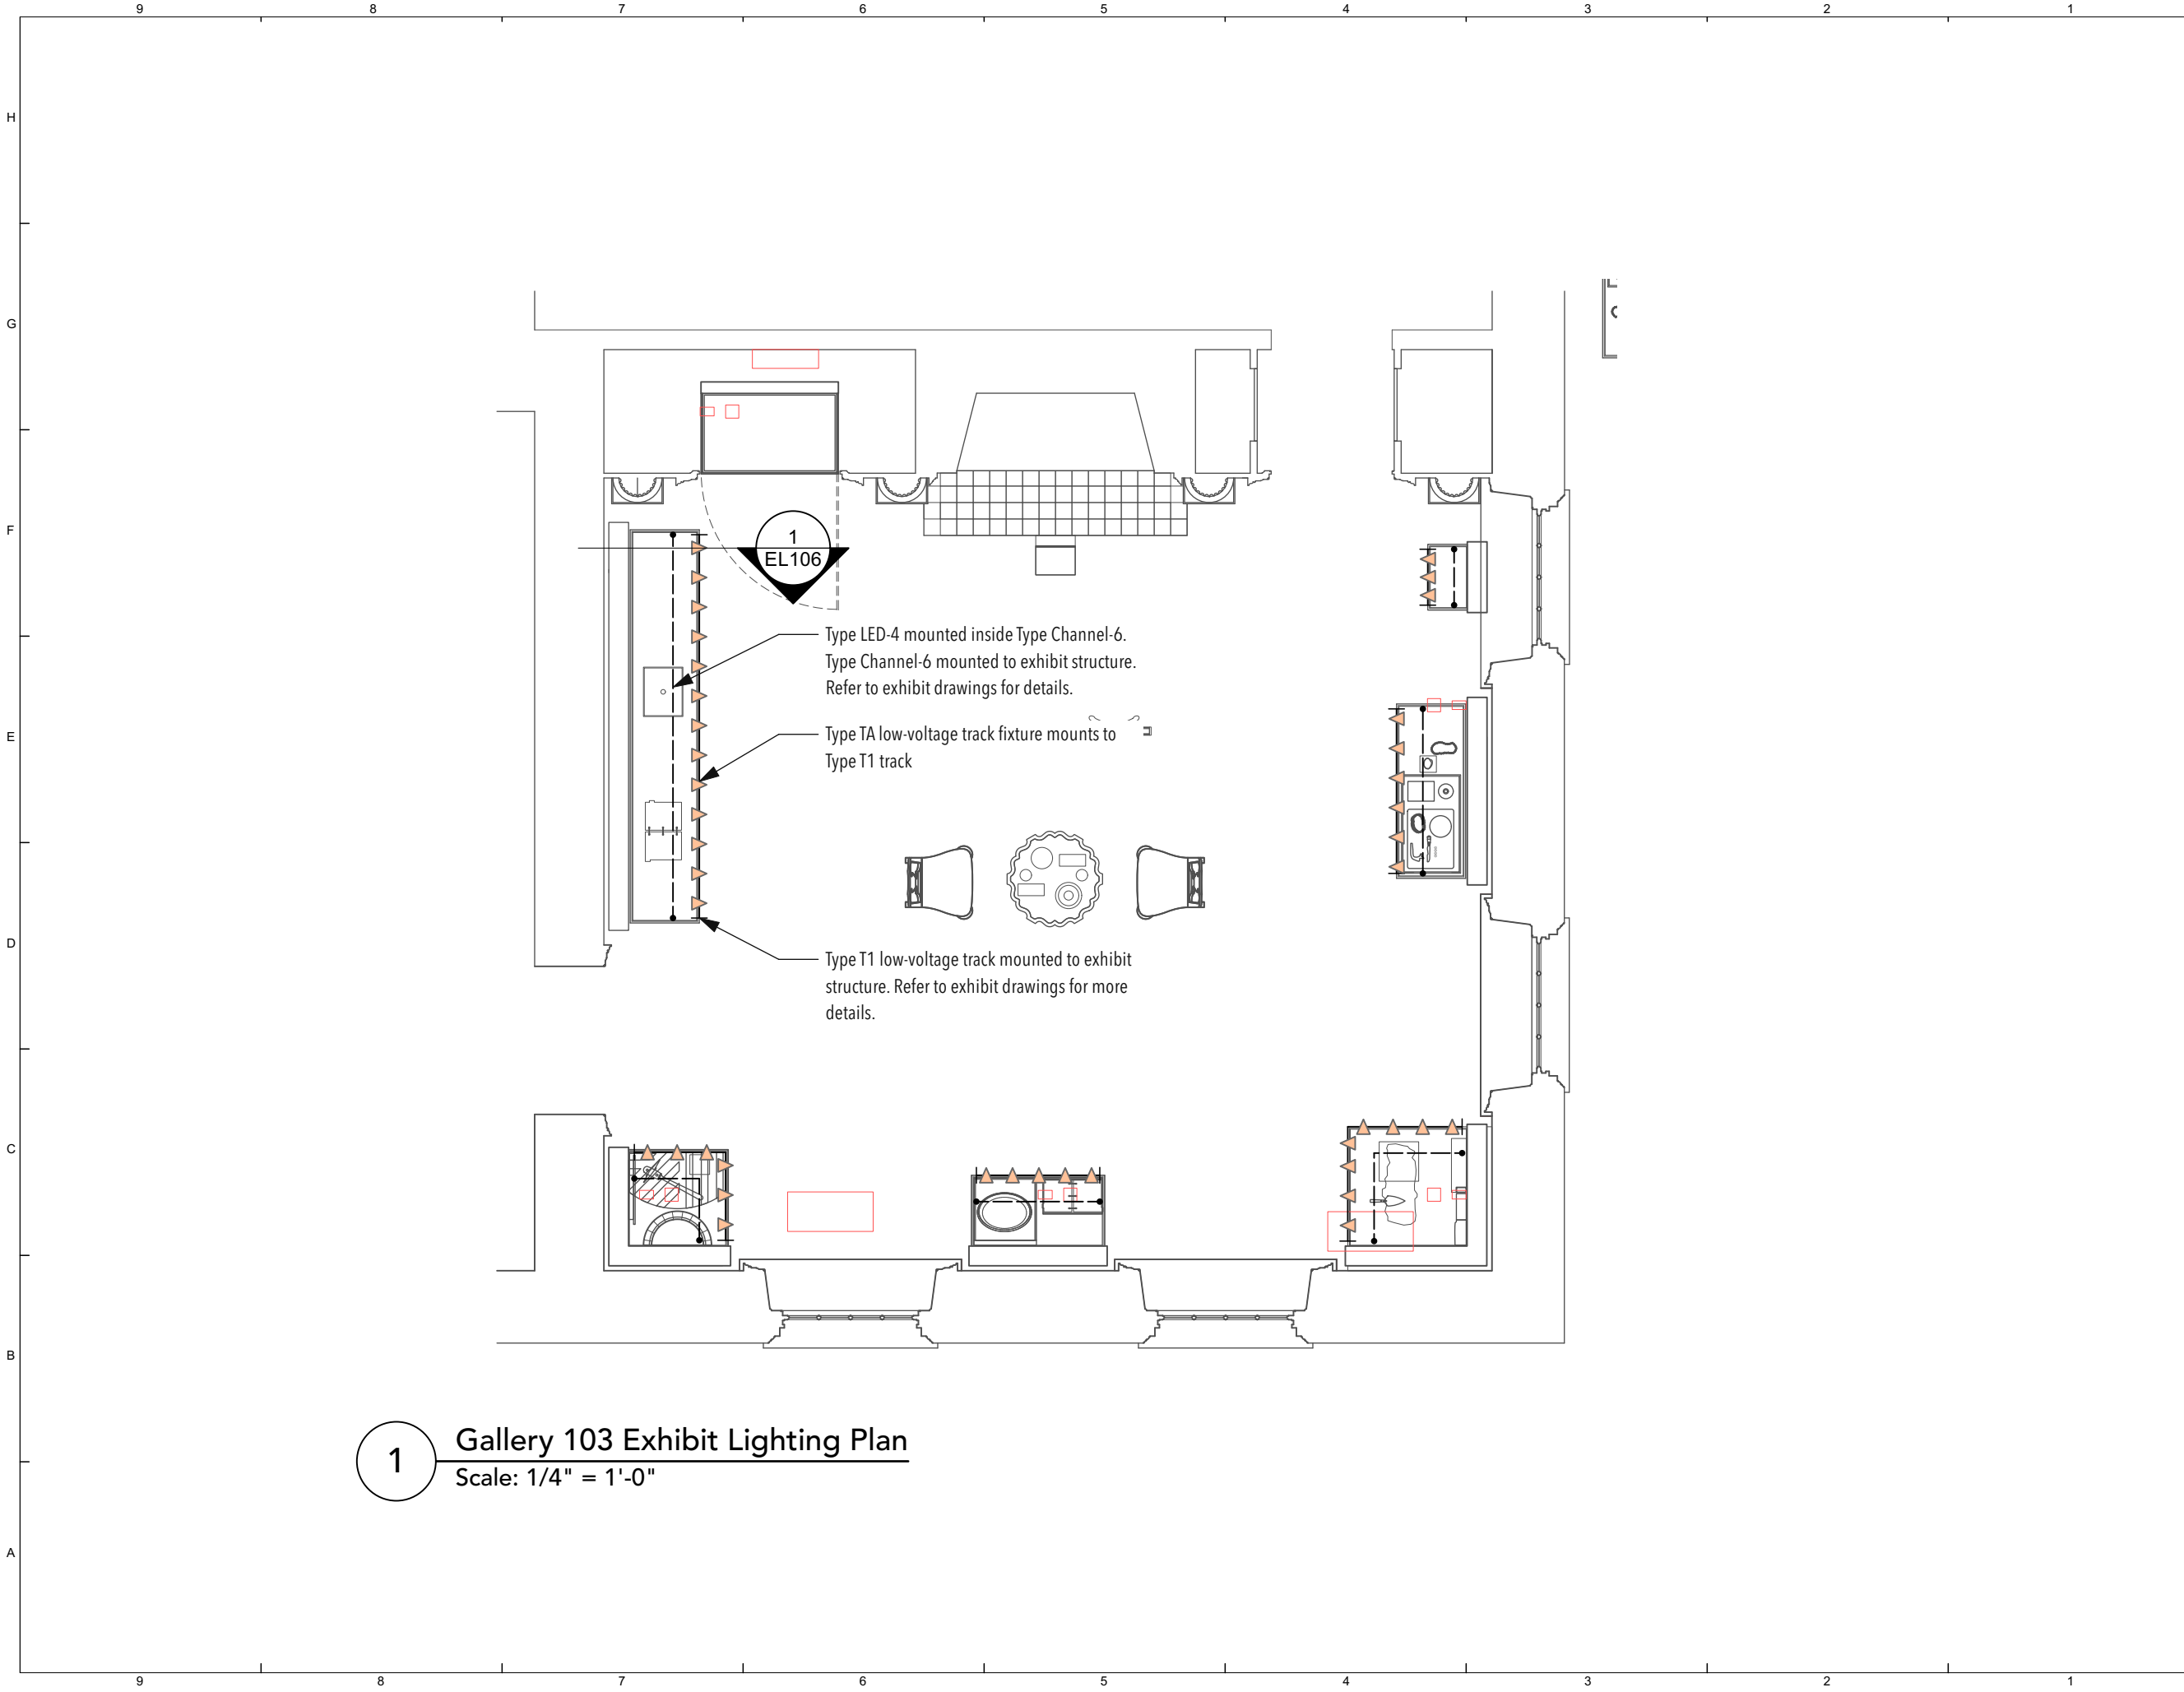 9 8 7 6 5 4 3 2 1
H
G
F
1
EL106
Type LED-4 mounted inside Type Channel-6.
Type Channel-6 mounted to exhibit structure.
Refer to exhibit drawings for details.
E
Type TA low-voltage track fixture mounts to
Type T1 track
D
Type T1 low-voltage track mounted to exhibit
structure. Refer to exhibit drawings for more
details.
C
B
1
Gallery 103 Exhibit Lighting Plan
Scale: 1/4" = 1'-0"
A
9 8 7 6 5 4 3 2 1